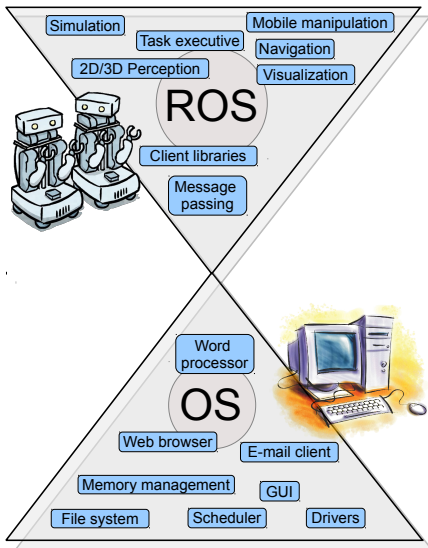 Simulation
Mobile manipulation
Task executive
Navigation
2D/3D Perception
Visualization
ROS
Client libraries
Message
passing
Word
processor
OS
Web browser
E-mail client
Memory management
GUI
File system
Scheduler
Drivers